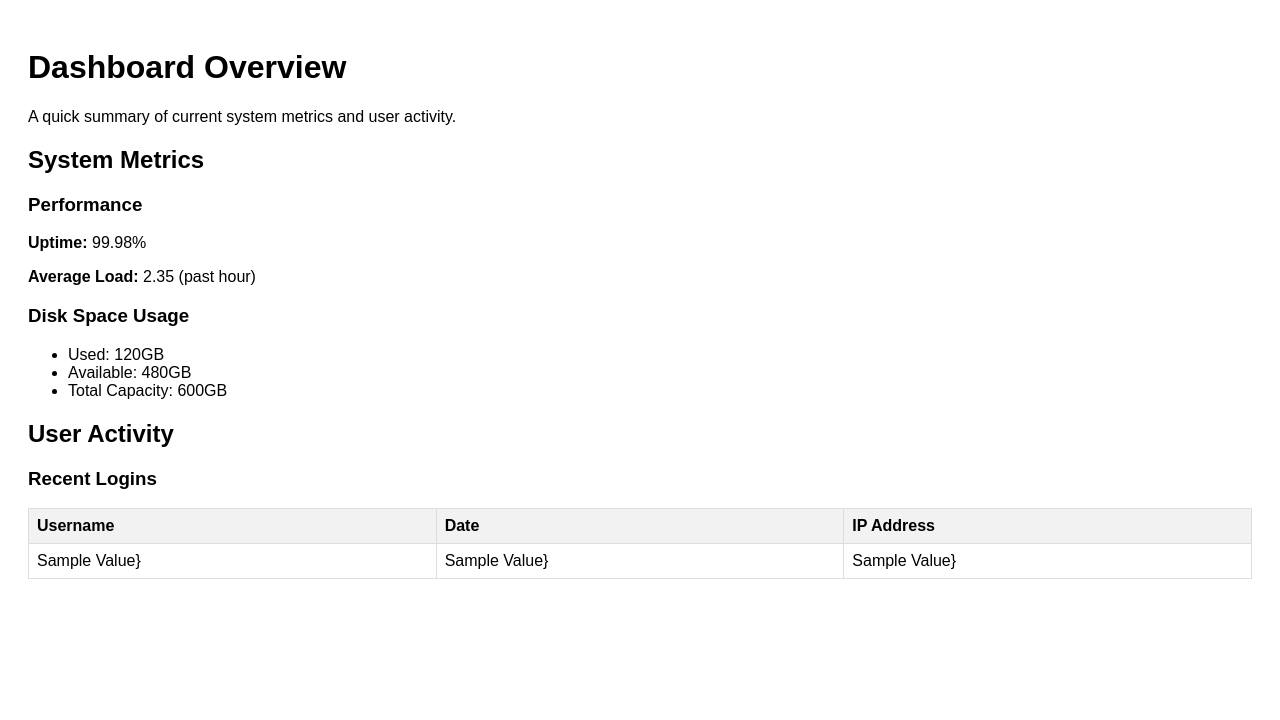 Dashboard Overview
A quick summary of current system metrics and user activity.
System Metrics
Performance
Uptime: 99.98%
Average Load: 2.35 (past hour)
Disk Space Usage
Used: 120GB
Available: 480GB
Total Capacity: 600GB
User Activity
Recent Logins
Username Date IP Address
Sample Value} Sample Value} Sample Value}